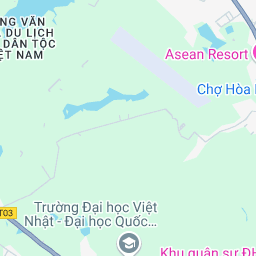 NG VĂN
DU LỊCH
DÂN TỘC
ỆT NAM
Asean Resort
Chợ Hòa
T03
Trường Đại học Việt
Nhật - Đại học Quốc...
Khu quân sự ĐH